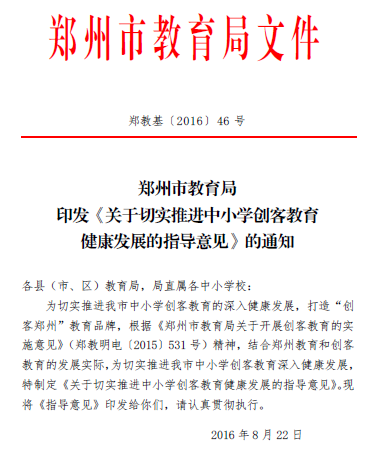 郑州市教育局文件
郑教基〔2016〕46 号
郑州市教育局
印发《关于切实推进中小学创客教育
健康发展的指导意见》的通知
各县（市、区）教育局，局直属各中小学校：
为切实推进我市中小学创客教育的深入健康发展，打造“创
客郑州”教育品牌，根据《郑州市教育局关于开展创客教育的实
施意见》（郑教明电〔2015〕531 号）精神，结合郑州教育和创客
教育的发展实际，为切实推进我市中小学创客教育深入健康发展，
特制定《关于切实推进中小学创客教育健康发展的指导意见》。现
将《指导意见》印发给你们，请认真贯彻执行。
2016 年 8 月 22 日